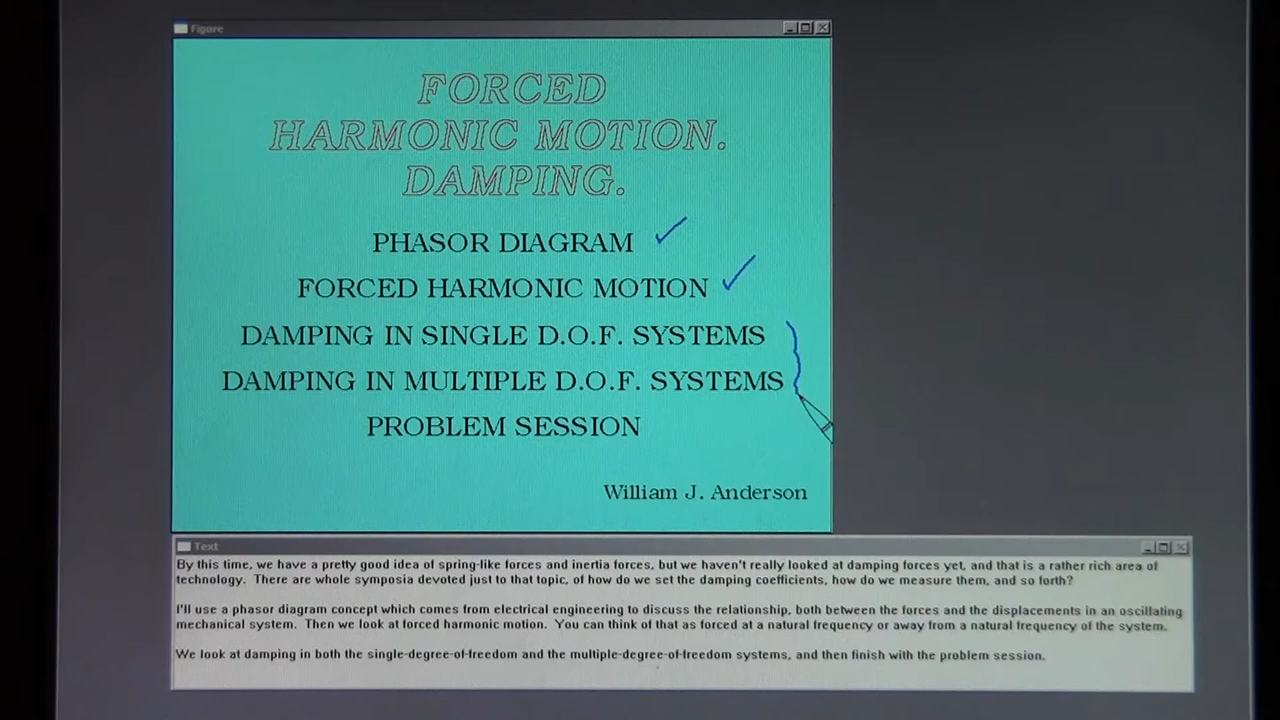 Figure
FORCED
HARMONIC MOTION.
DAMPING.
PHASOR DIAGRAM
FORCED HARMONIC MOTION
DAMPING IN SINGLE D.O.F. SYSTEMS
DAMPING IN MULTIPLE D.O.F. SYSTEMS
PROBLEM SESSION
William J. Anderson
Text
By this time, we have a pretty good idea of spring-like forces and inertia forces, but we haven't really looked at damping forces yet, and that is a rather rich area of
technology. There are whole symposia devoted just to that topic, of how do we set the damping coefficients, how do we measure them, and so forth?
I'll use a phasor diagram concept which comes from electrical engineering to discuss the relationship, both between the forces and the displacements in an oscillating
mechanical system. Then we look at forced harmonic motion. You can think of that as forced at a natural frequency or away from a natural frequency of the system.
We look at damping in both the single-degree-of-freedom and the multiple-degree-of-freedom systems, and then finish with the problem session.